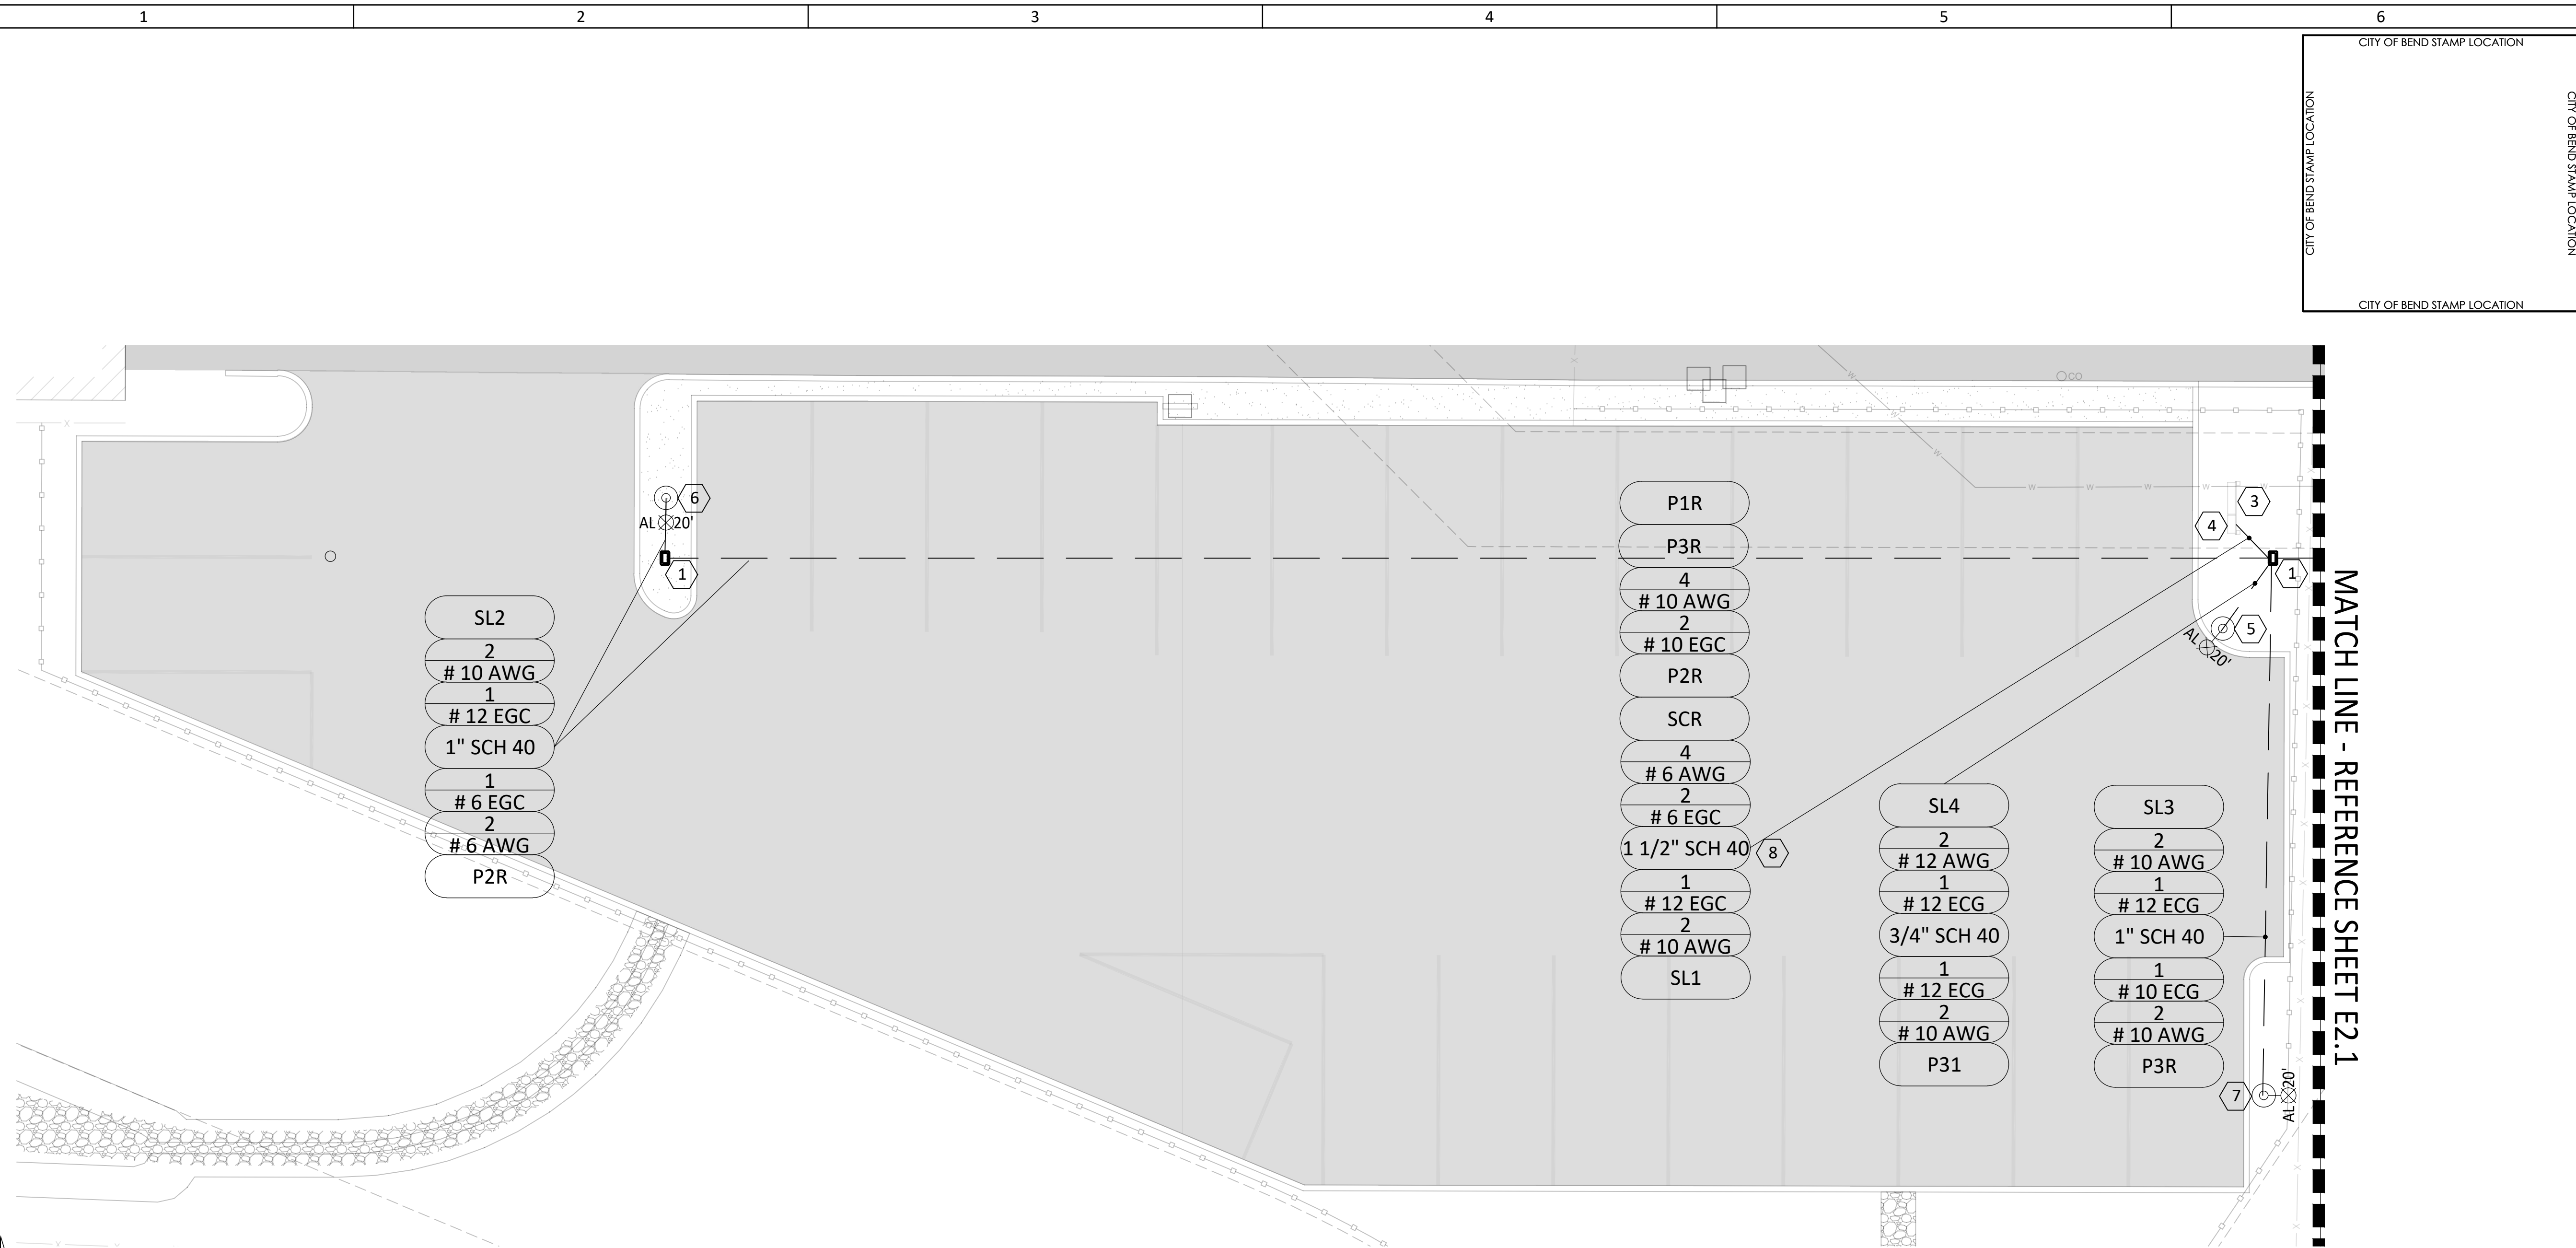 1
2
3
4
5
6
CITY OF BEND STAMP LOCATION
CITY OF BEND STAMP LOCATION
CITY OF BEND STAMP LOCATION
CITY OF BEND STAMP LOCATION
X
W
CO
X
W
W
W
W
W
W
W
6
AL 20'
1
SL2
2
# 10 AWG
1
# 12 EGC
1" SCH 40
1
# 6 EGC
2
# 6 AWG
P2R
P1R
P3R
4
# 10 AWG
2
# 10 EGC
P2R
SCR
4
# 6 AWG
2
# 6 EGC
1 1/2" SCH 40
8
1
# 12 EGC
2
# 10 AWG
SL1
SL4
2
# 12 AWG
1
# 12 ECG
3/4" SCH 40
1
# 12 ECG
2
# 10 AWG
P31
SL3
2
# 10 AWG
1
# 12 ECG
1" SCH 40
1
# 10 ECG
2
# 10 AWG
P3R
3
4
1
5
AL 20'
7
AL 20'
MATCH LINE - REFERENCE SHEET E2.1
X
X